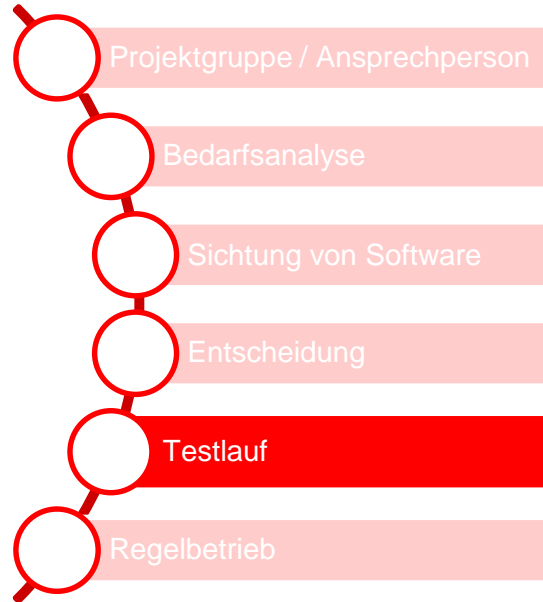 Projektgruppe / Ansprechperson
Bedarfsanalyse
Sichtung von Software
Entscheidung
Testlauf
Regelbetrieb